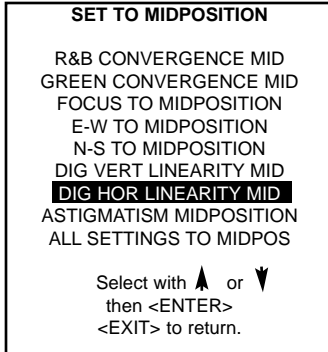 SET TO MIDPOSITION
R&B CONVERGENCE MID
GREEN CONVERGENCE MID
FOCUS TO MIDPOSITION
E-W TO MIDPOSITION
N-S TO MIDPOSITION
DIG VERT LINEARITY MID
DIG HOR LINEARITY MID
ASTIGMATISM MIDPOSITION
ALL SETTINGS TO MIDPOS
Select with or
then <ENTER>
<EXIT> to return.